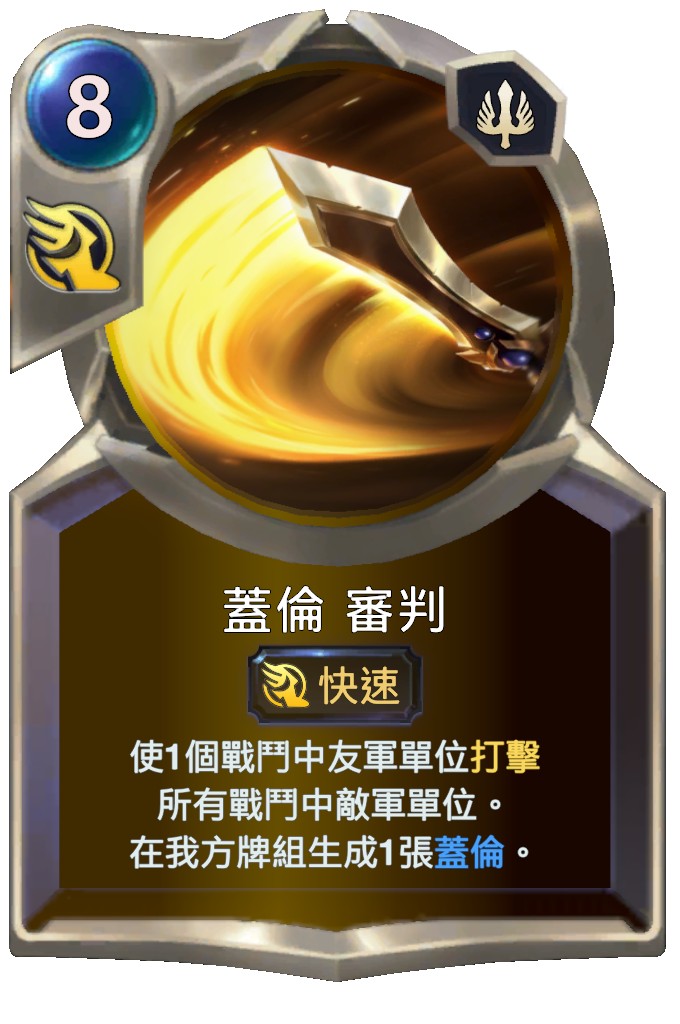 8
蓋倫 審判
快速
使1個戰鬥中友軍單位打擊
所有戰鬥中敵軍單位。
在我方牌組生成1張蓋倫。